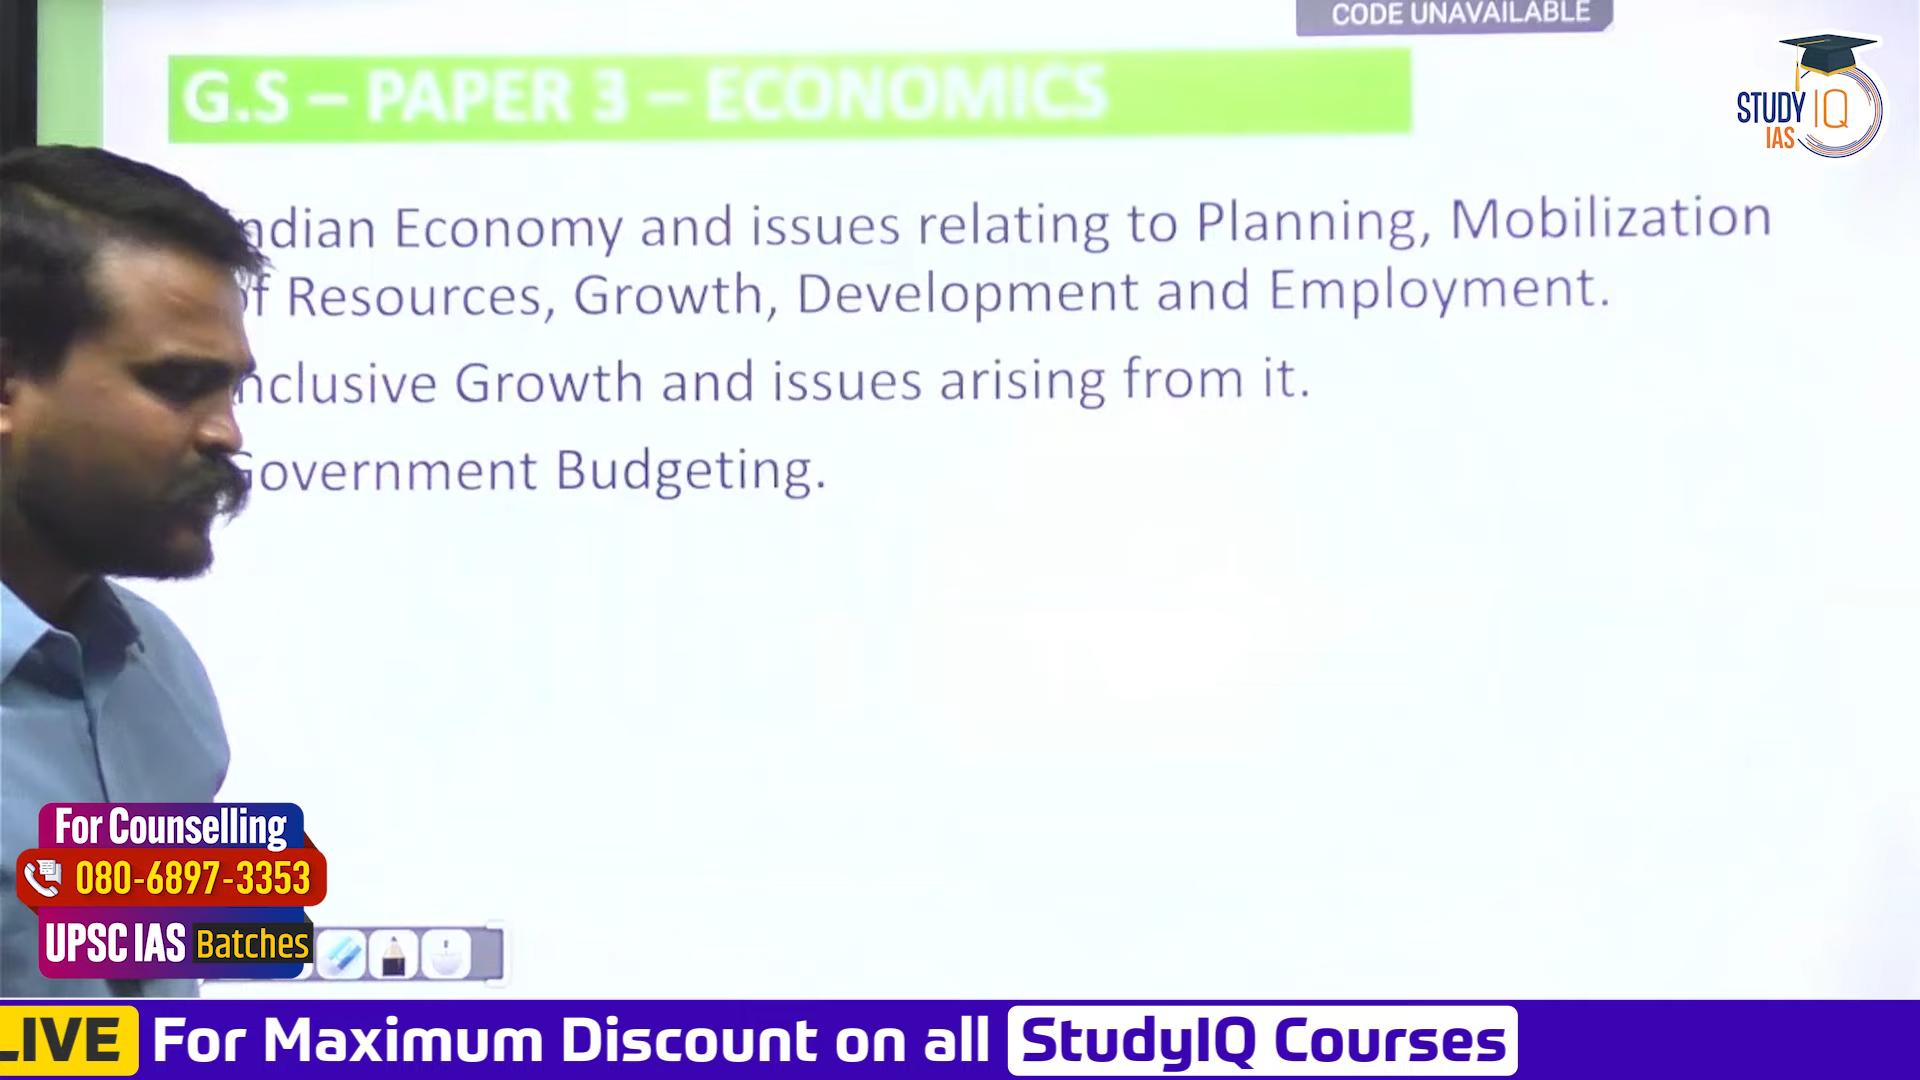 CODE UNAVAILABLE
G.S – PAPER 3 – ECONOMICS
STUDY IQ
IAS
ndian Economy and issues relating to Planning, Mobilization
of Resources, Growth, Development and Employment.
nclusive Growth and issues arising from it.
Government Budgeting.
For Counselling
080-6897-3353
UPSC IAS Batches
LIVE For Maximum Discount on all StudyIQ Courses